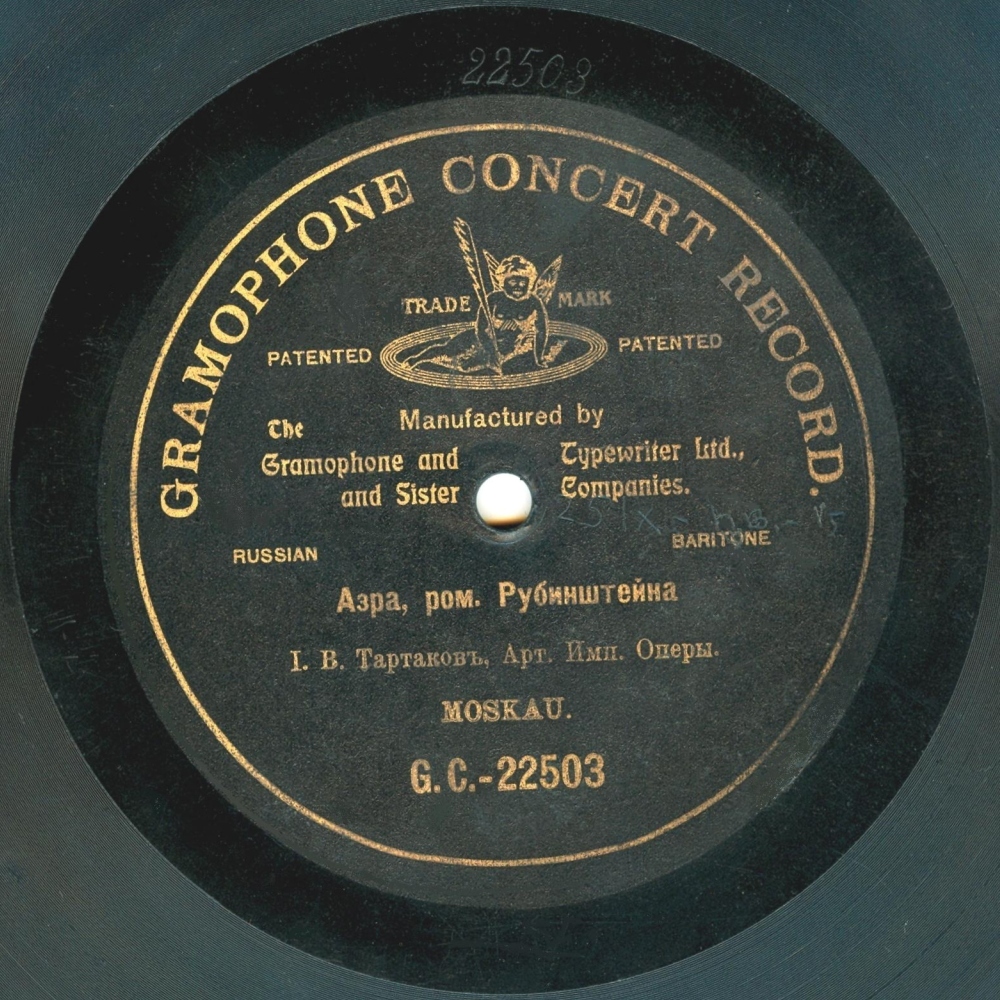 22503
GRAMOPHONE CONCERT RECORD.
TRADE MARK
PATENTED PATENTED
Manufactured by
The
Gramophone and Typewriter Ltd.,
and Sister Companies.
RUSSIAN BARITONE
Азра, ром. Рубинштейна
І. В. Тартаковъ, Арт. Имп. Оперы.
MOSKAU.
G.C.-22503